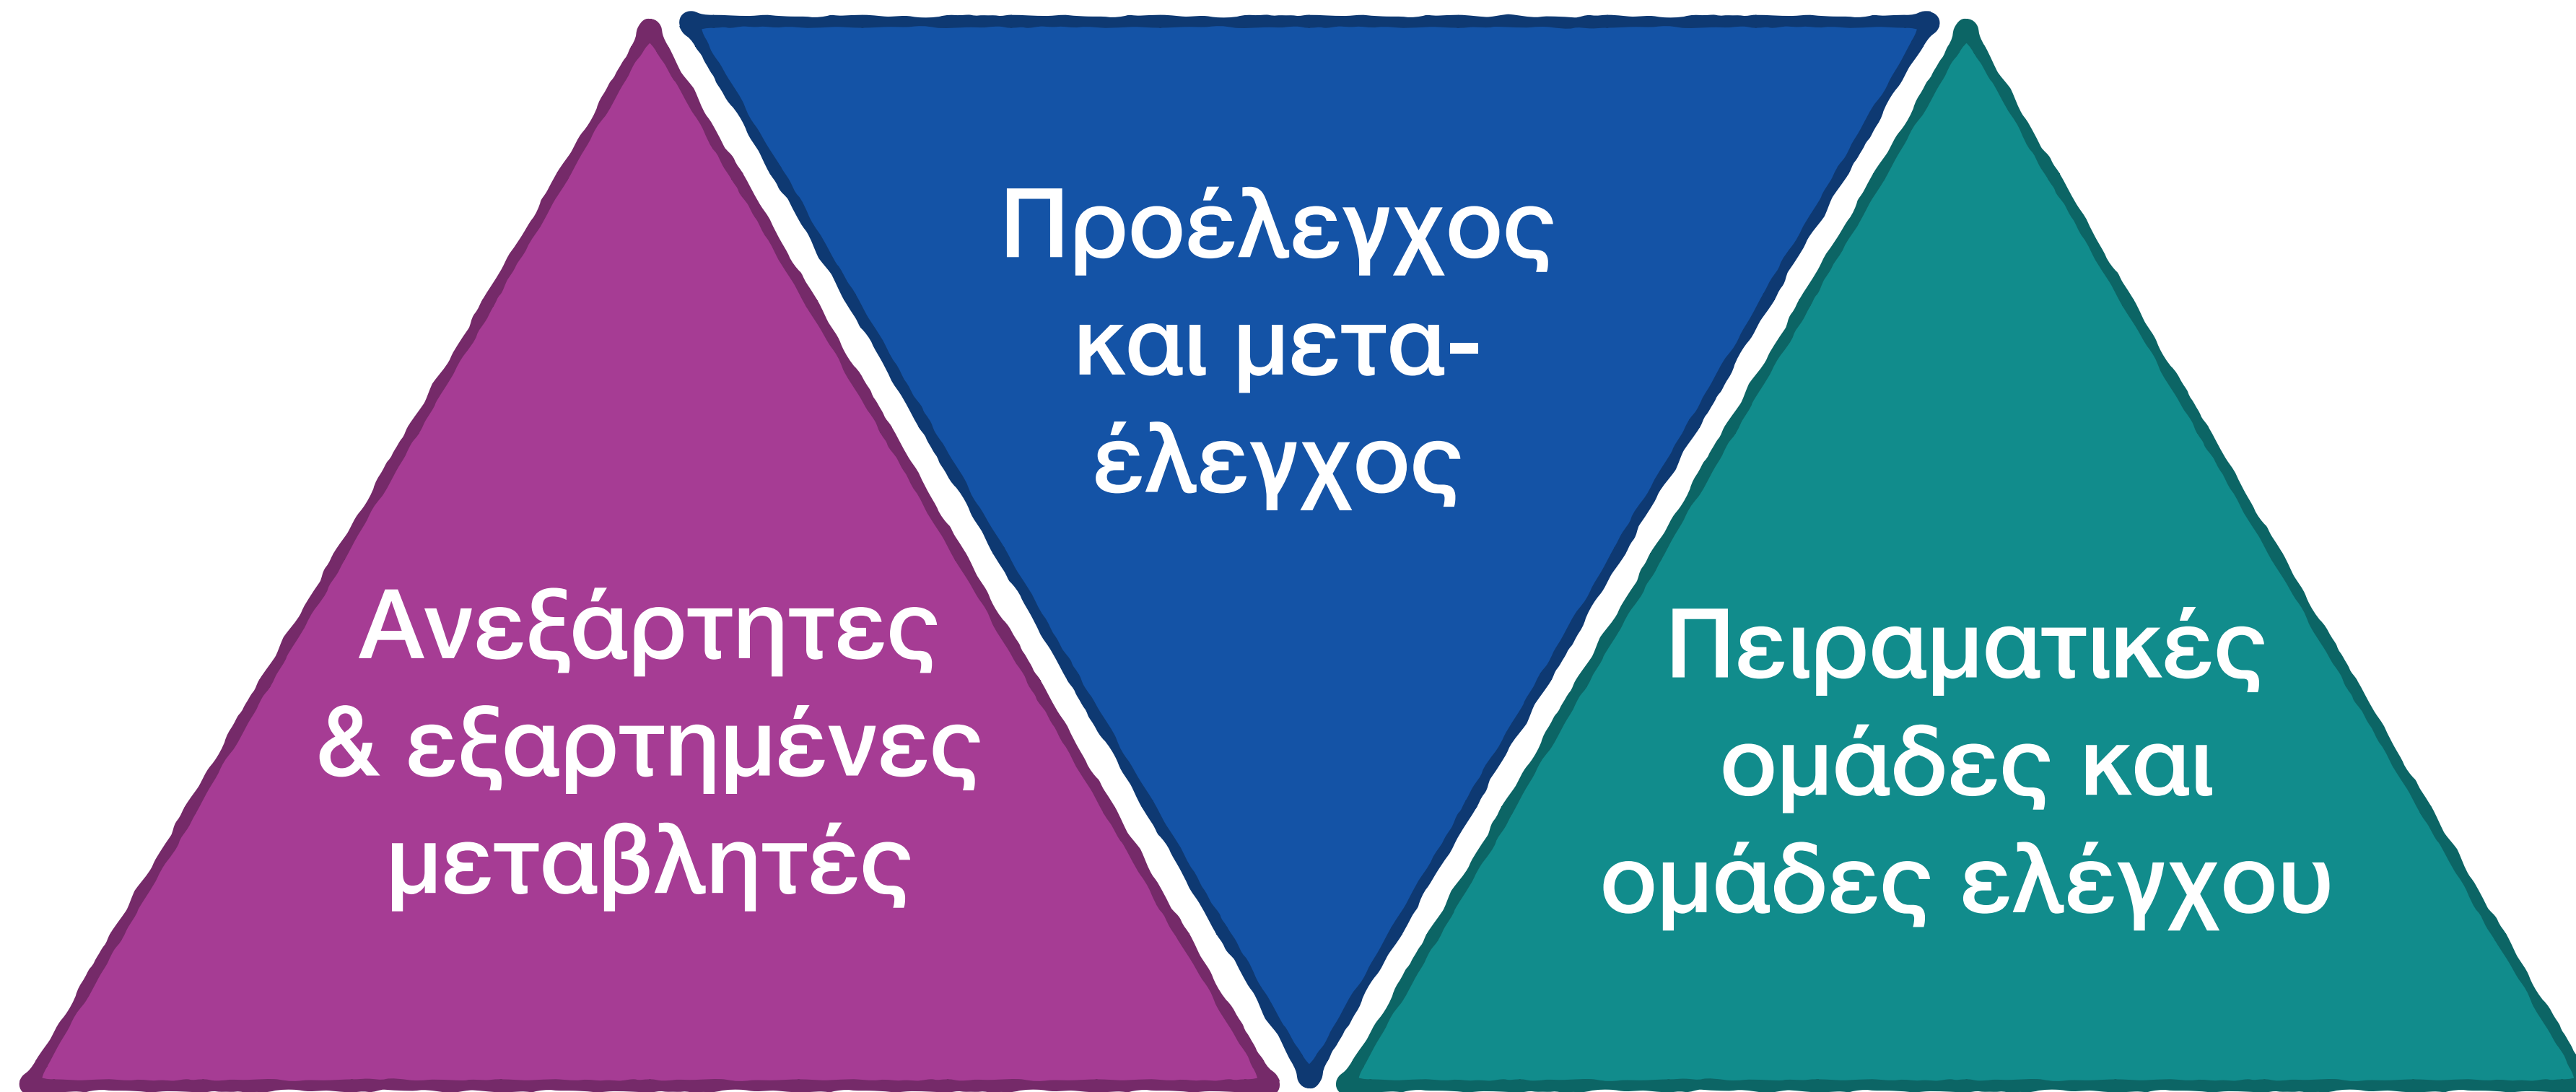 Ανεξάρτητες
& εξαρτημένες
μεταβλητές
Προέλεγχος
και μετα-
έλεγχος
Πειραματικές
ομάδες και
ομάδες ελέγχου